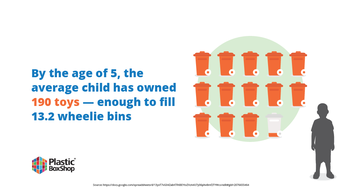 By the age of 5, the
average child has owned
190 toys — enough to fill
13.2 wheelie bins
Plastic
BoxShop